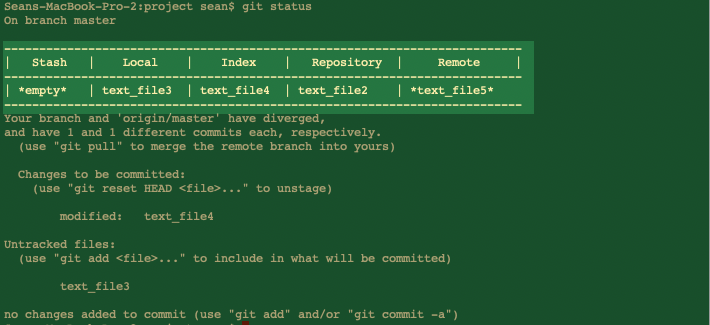 Seans-MacBook-Pro-2:project sean$ git status
On branch master
--------------------------------------------------------------------------
|   Stash   |    Local    |    Index    |   Repository  |     Remote     |
--------------------------------------------------------------------------
| *empty*   | text_file3  | text_file4  | text_file2    | *text_file5*
--------------------------------------------------------------------------
Your branch and 'origin/master' have diverged,
and have 1 and 1 different commits each, respectively.
  (use "git pull" to merge the remote branch into yours)
  Changes to be committed:
    (use "git reset HEAD <file>..." to unstage)
        modified:   text_file4
Untracked files:
  (use "git add <file>..." to include in what will be committed)
        text_file3
no changes added to commit (use "git add" and/or "git commit -a")